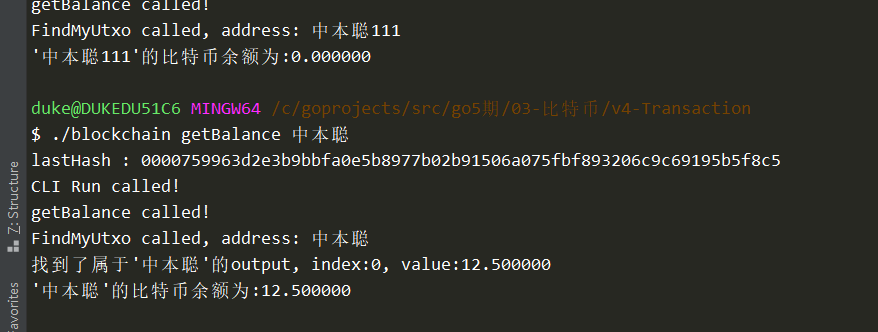 getBalance called!
FindMyUtxo called, address: 中本聪111
'中本聪111'的比特币余额为:0.000000
duke@DUKEDU51C6 MINGW64 /c/goprojects/src/go5期/03-比特币/v4-Transaction
$ ./blockchain getBalance 中本聪
lastHash : 0000759963d2e3b9bbfa0e5b8977b02b91506a075fbf893206c9c69195b5f8c5
CLI Run called!
getBalance called!
FindMyUtxo called, address: 中本聪
找到了属于'中本聪'的output, index:0, value:12.500000
'中本聪'的比特币余额为:12.500000
Z: Structure
avorites